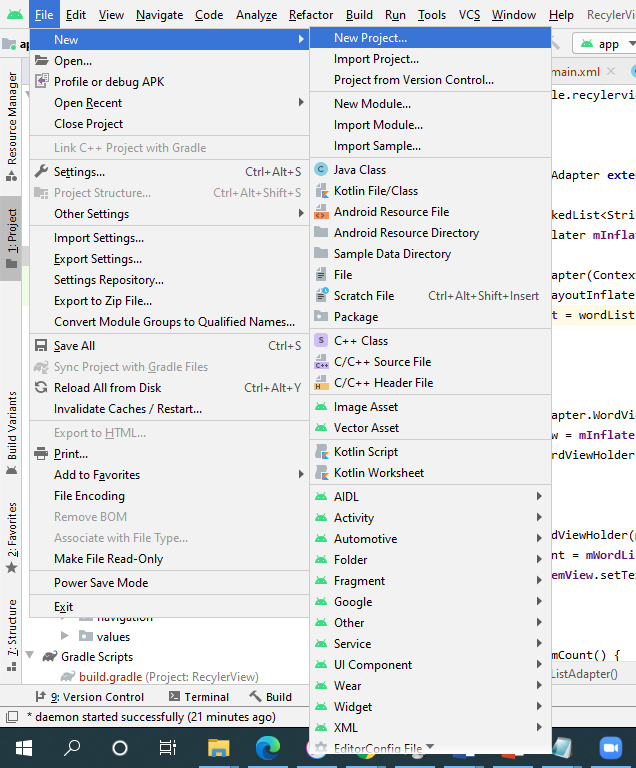 File Edit View Navigate Code Analyze Refactor Build Run Tools VCS Window Help RecylerView
New
Open...
Profile or debug APK
Open Recent
Close Project
Link C++ Project with Gradle
Settings... Ctrl+Alt+S
Project Structure... Ctrl+Alt+Shift+S
Other Settings
Import Settings...
Export Settings...
Settings Repository...
Export to Zip File...
Convert Module Groups to Qualified Names...
Save All Ctrl+S
Sync Project with Gradle Files
Reload All from Disk Ctrl+Alt+Y
Invalidate Caches / Restart...
Export to HTML...
Print...
Add to Favorites
File Encoding
Remove BOM
Associate with File Type...
Make File Read-Only
Power Save Mode
Exit
New Project...
Import Project...
Project from Version Control...
New Module...
Import Module...
Import Sample...
Java Class
Kotlin File/Class
Android Resource File
Android Resource Directory
Sample Data Directory
File
Scratch File Ctrl+Alt+Shift+Insert
Package
C++ Class
C/C++ Source File
C/C++ Header File
Image Asset
Vector Asset
Kotlin Script
Kotlin Worksheet
AIDL
Activity
Automotive
Folder
Fragment
Google
Other
Service
UI Component
Wear
Widget
XML
EditorConfig File
app
main.xml
le.recylervie
Adapter exten
kedList<Stri
later mInflat
apter(Context
ayoutInflate
t = wordList
apter.WordVie
w = mInflate
rdViewHolder
dViewHolder(
nt = mWordLi
emView.setTe
mCount() {
ListAdapter()
Resource Manager
1: Project
Build Variants
2: Favorites
7: Structure
navigation
values
Gradle Scripts
build.gradle (Project: RecylerView)
9: Version Control Terminal Build
* daemon started successfully (21 minutes ago)